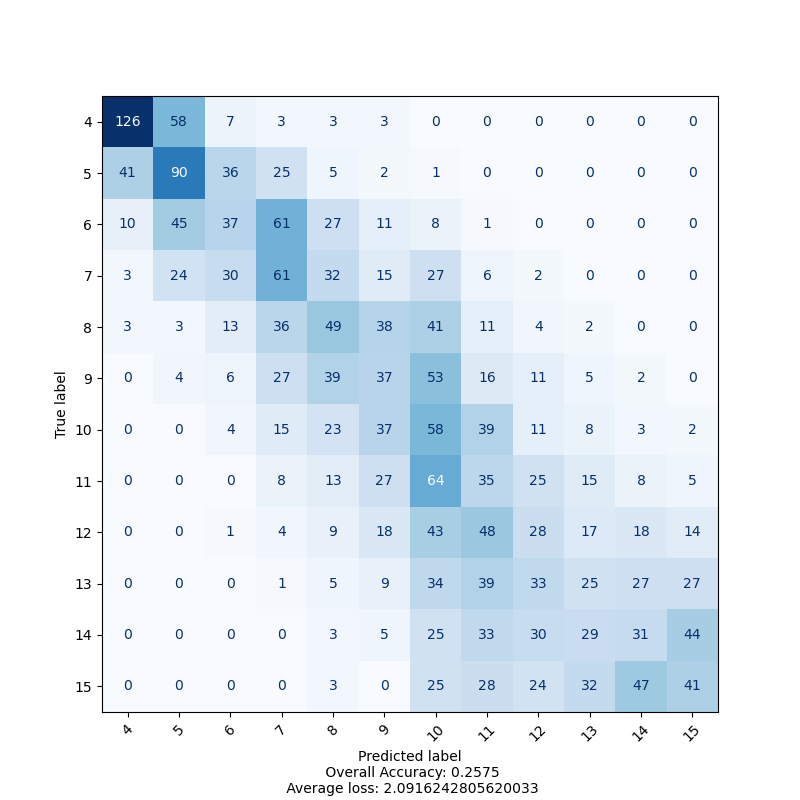 4 126 58 7 3 3 3 0 0 0 0 0 0
5 41 90 36 25 5 2 1 0 0 0 0 0
6 10 45 37 61 27 11 8 1 0 0 0 0
7 3 24 30 61 32 15 27 6 2 0 0 0
8 3 3 13 36 49 38 41 11 4 2 0 0
9 0 4 6 27 39 37 53 16 11 5 2 0
True label
10 0 0 4 15 23 37 58 39 11 8 3 2
11 0 0 0 8 13 27 64 35 25 15 8 5
12 0 0 1 4 9 18 43 48 28 17 18 14
13 0 0 0 1 5 9 34 39 33 25 27 27
14 0 0 0 0 3 5 25 33 30 29 31 44
15 0 0 0 0 3 0 25 28 24 32 47 41
4 5 6 7 8 9 10 11 12 13 14 15
Predicted label
Overall Accuracy: 0.2575
Average loss: 2.0916242805620033